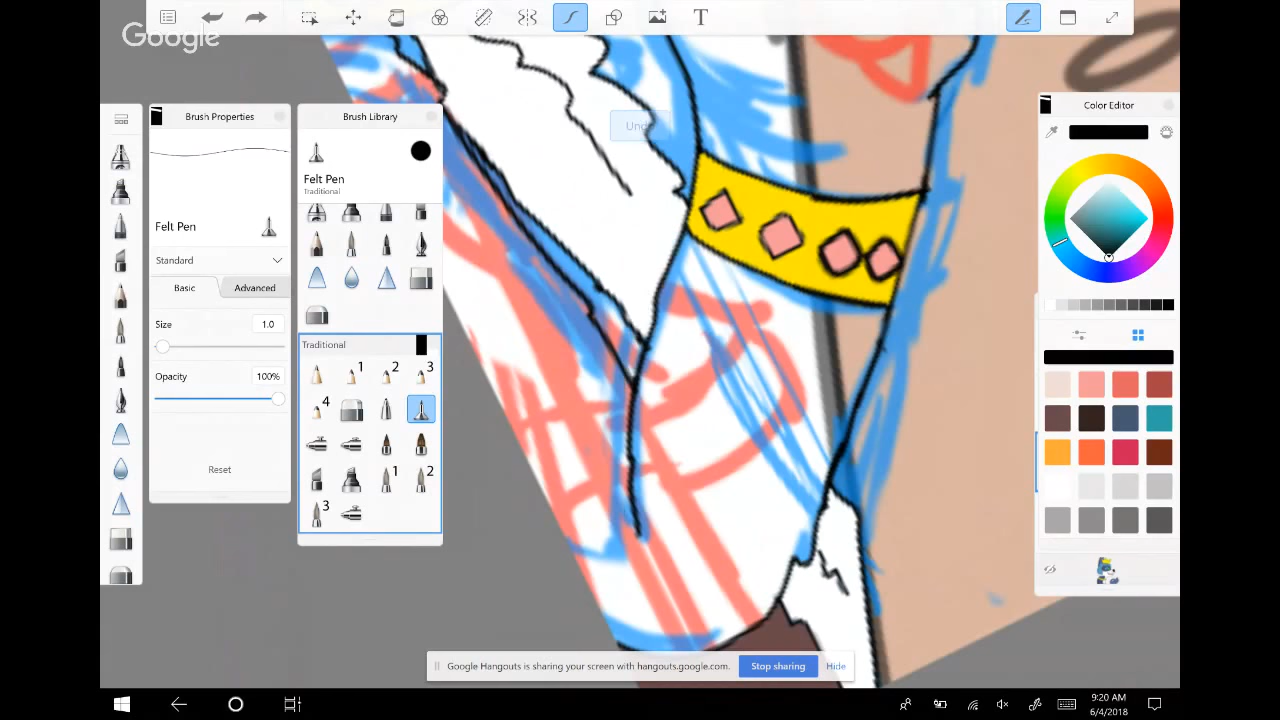 T
Google
Brush Properties
Brush Library
Color Editor
Undo
Felt Pen
Traditional
Felt Pen
Standard
Basic
Advanced
Size
1.0
Traditional
1
2
3
Opacity
100%
4
Reset
1
2
3
Google Hangouts is sharing your screen with hangouts.google.com.
Stop sharing
Hide
9:20 AM
6/4/2018